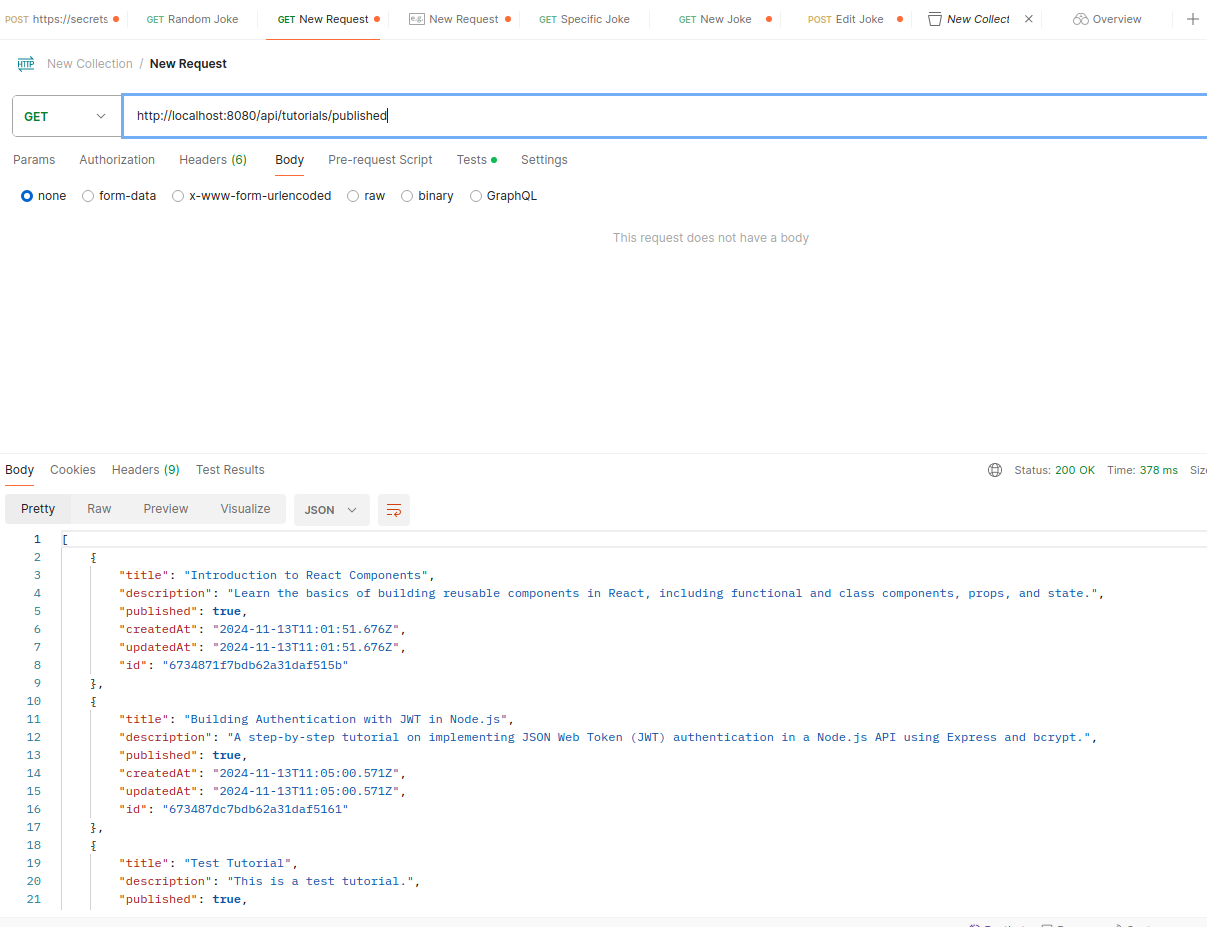 POST https://secrets GET Random Joke GET New Request e.g. New Request GET Specific Joke GET New Joke POST Edit Joke New Collect Overview
HTTP New Collection / New Request
GET http://localhost:8080/api/tutorials/published
Params Authorization Headers (6) Body Pre-request Script Tests Settings
none form-data x-www-form-urlencoded raw binary GraphQL
This request does not have a body
Body Cookies Headers (9) Test Results Status: 200 OK Time: 378 ms Size
Pretty Raw Preview Visualize JSON
1 [
2 {
3 "title": "Introduction to React Components",
4 "description": "Learn the basics of building reusable components in React, including functional and class components, props, and state.",
5 "published": true,
6 "createdAt": "2024-11-13T11:01:51.676Z",
7 "updatedAt": "2024-11-13T11:01:51.676Z",
8 "id": "6734871f7bdb62a31daf515b"
9 },
10 {
11 "title": "Building Authentication with JWT in Node.js",
12 "description": "A step-by-step tutorial on implementing JSON Web Token (JWT) authentication in a Node.js API using Express and bcrypt.",
13 "published": true,
14 "createdAt": "2024-11-13T11:05:00.571Z",
15 "updatedAt": "2024-11-13T11:05:00.571Z",
16 "id": "673487dc7bdb62a31daf5161"
17 },
18 {
19 "title": "Test Tutorial",
20 "description": "This is a test tutorial.",
21 "published": true,